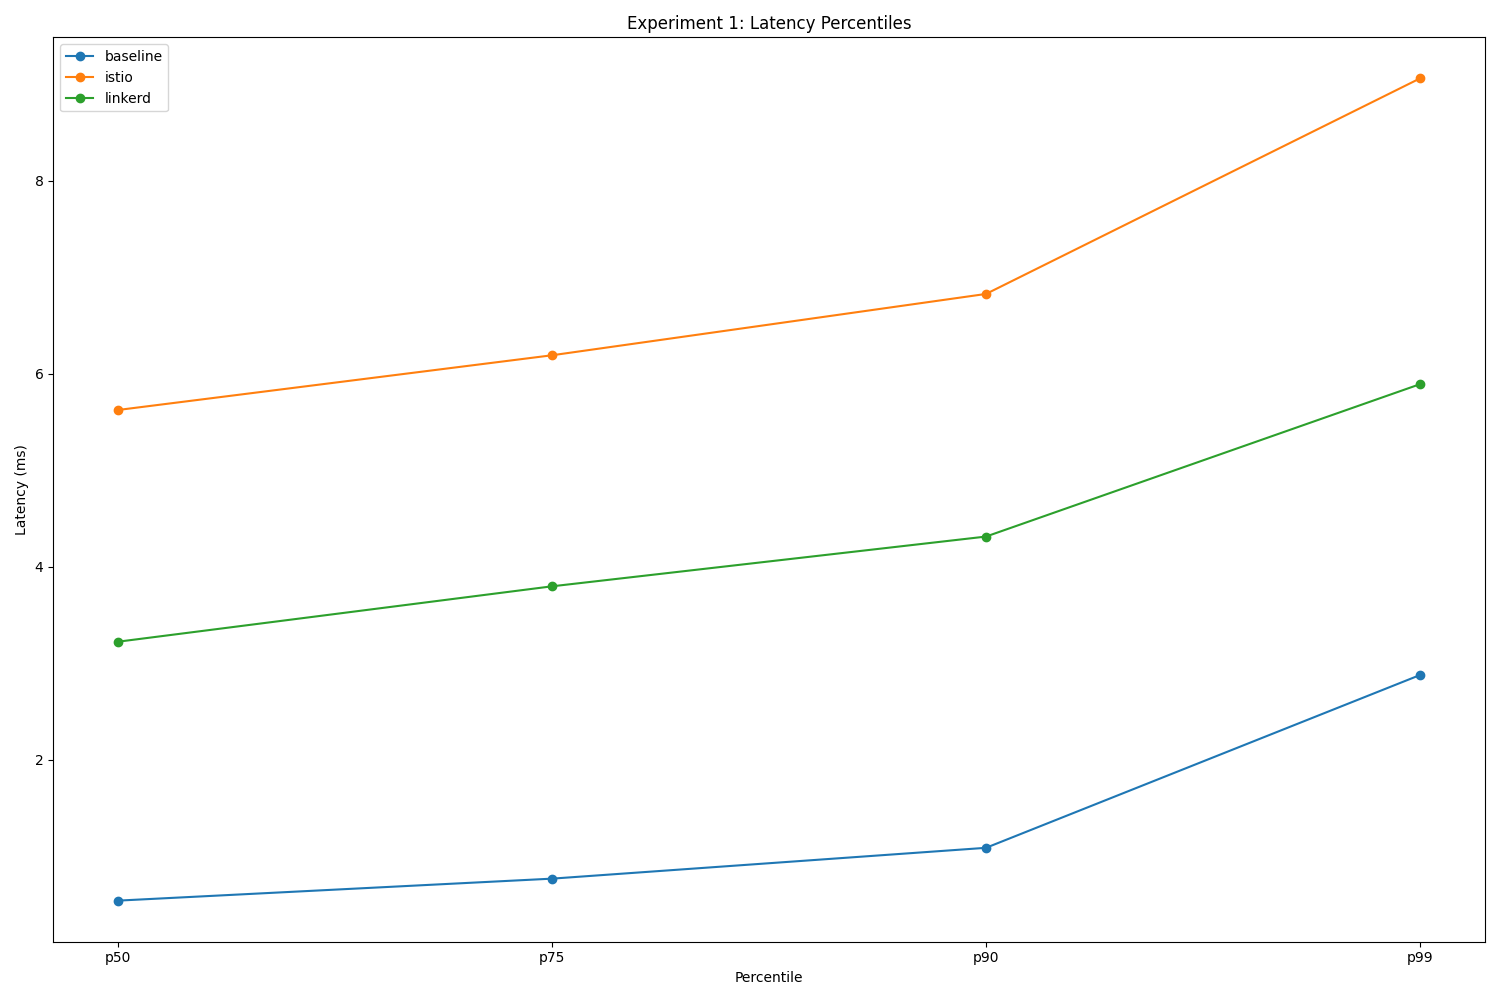 Experiment 1: Latency Percentiles
baseline
istio
linkerd
8
6
4
2
Latency (ms)
p50
p75
p90
p99
Percentile